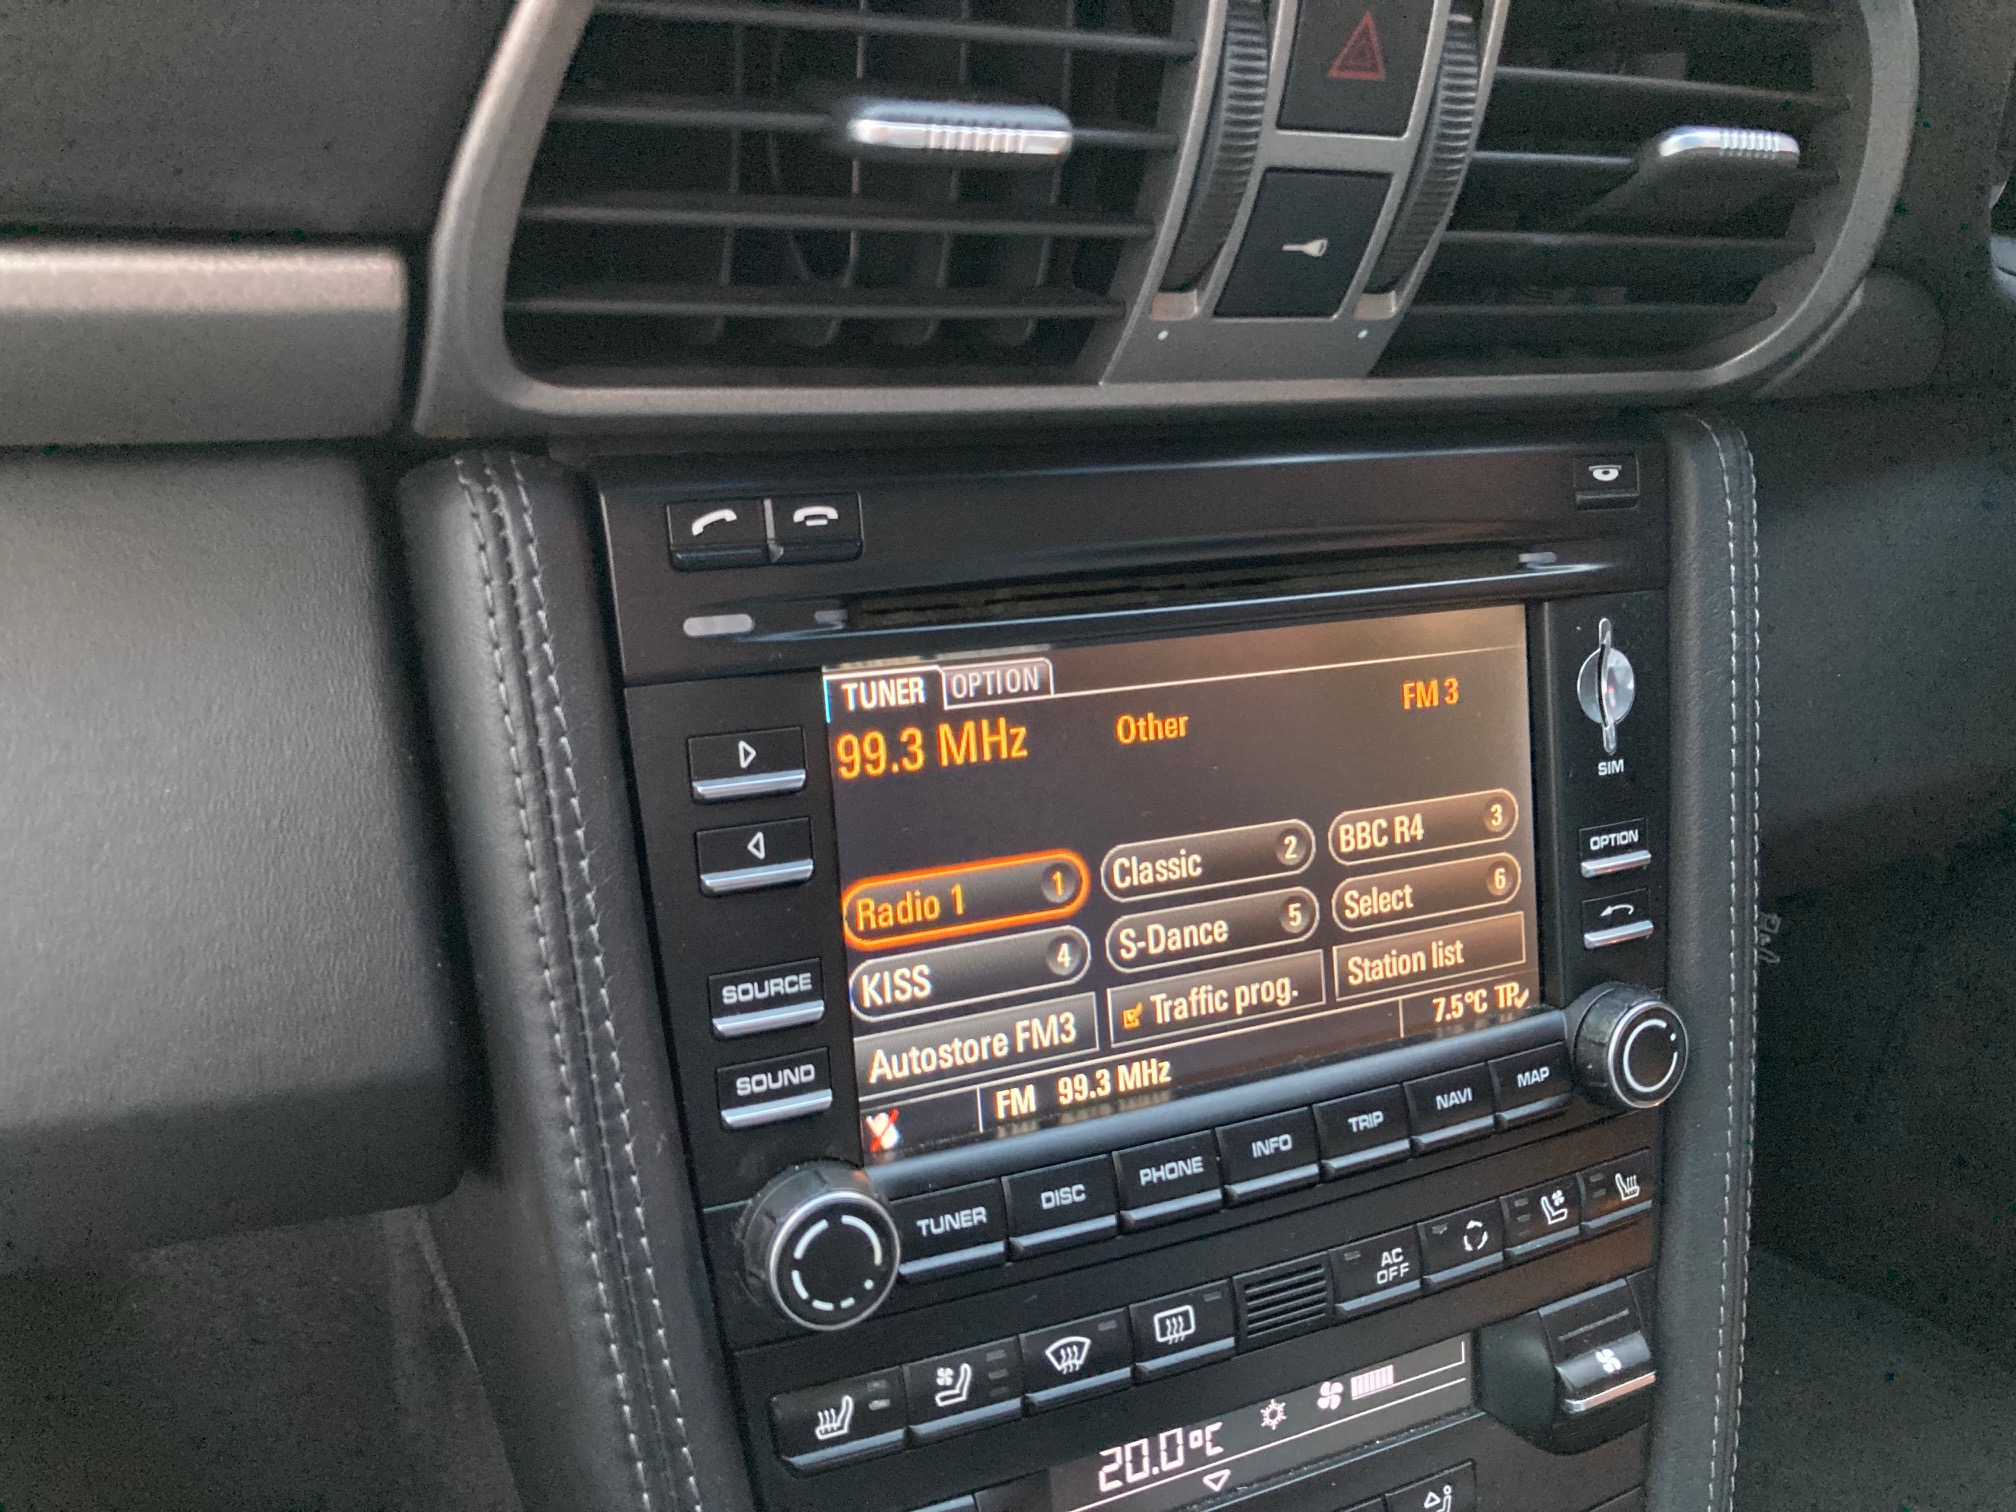 TUNER OPTION
99.3 MHz Other FM 3
SIM
Radio 1 1 Classic 2 BBC R4 3
KISS 4 S-Dance 5 Select 6
Autostore FM3 Traffic prog. Station list
FM 99.3 MHz 7.5°C TP
OPTION
SOURCE
SOUND
TUNER DISC PHONE INFO TRIP NAVI MAP
AC
OFF
20.0°C